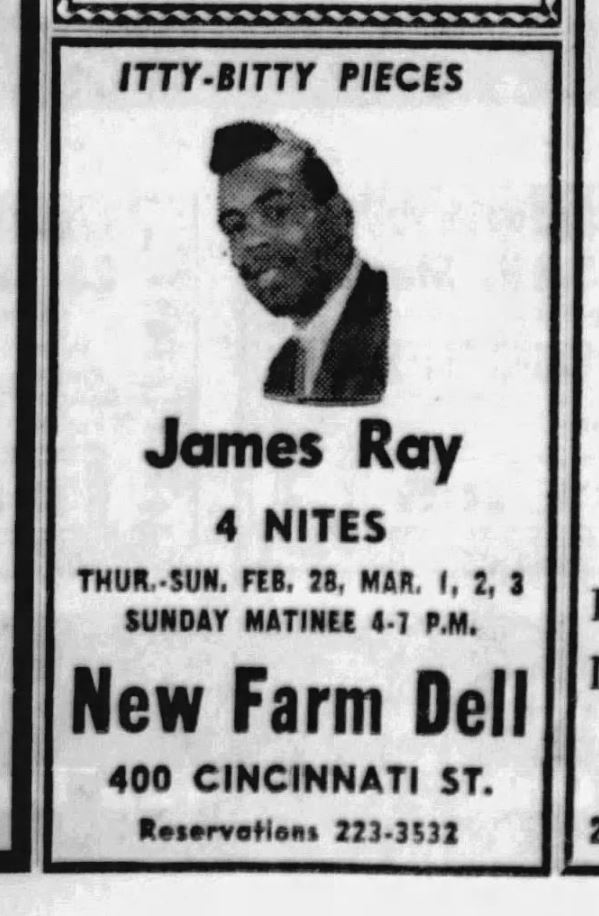 ITTY-BITTY PIECES
James Ray
4 NITES
THUR.-SUN. FEB. 28, MAR. 1, 2, 3
SUNDAY MATINEE 4-7 P.M.
New Farm Dell
400 CINCINNATI ST.
Reservations 223-3532